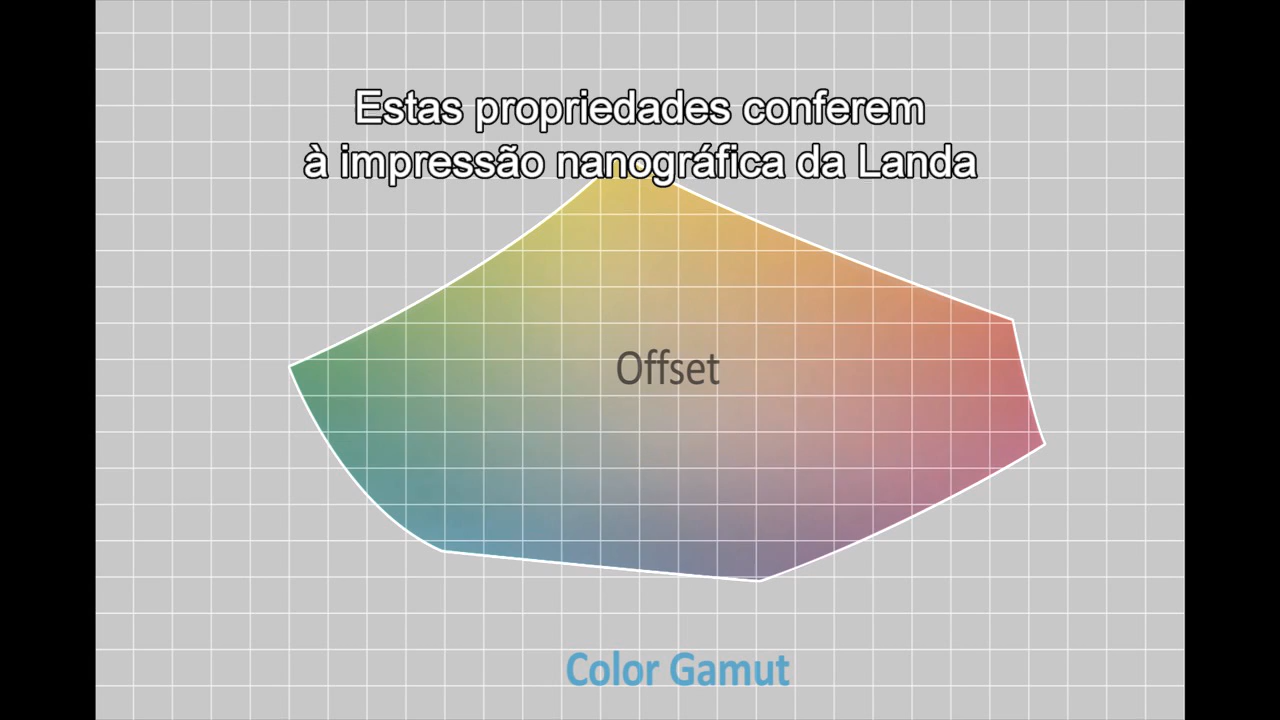 Estas propriedades conferem
à impressão nanográfica da Landa
Offset
Color Gamut